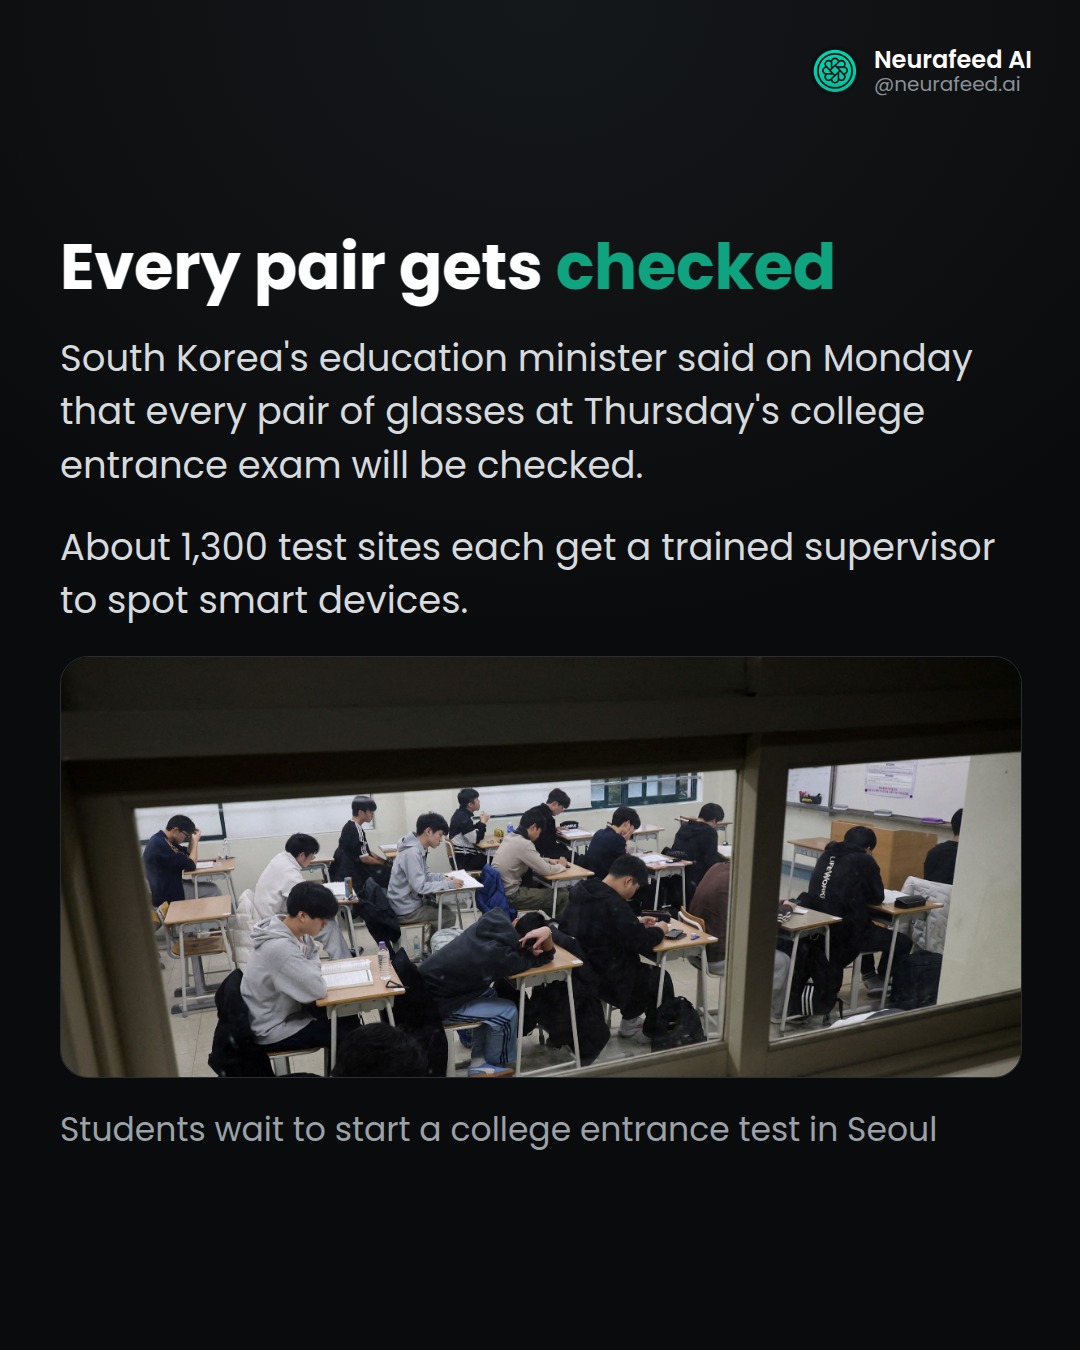 Neurafeed AI
@neurafeed.ai
Every pair gets checked
South Korea's education minister said on Monday
that every pair of glasses at Thursday's college
entrance exam will be checked.
About 1,300 test sites each get a trained supervisor
to spot smart devices.
Students wait to start a college entrance test in Seoul